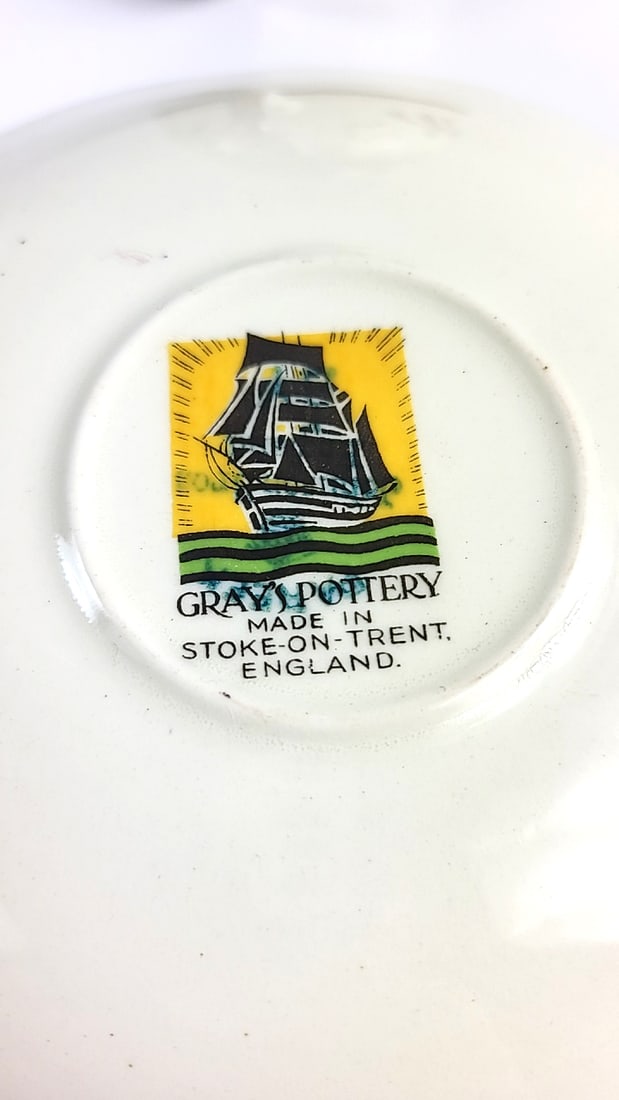 GRAY'S POTTERY
MADE IN
STOKE-ON-TRENT,
ENGLAND.